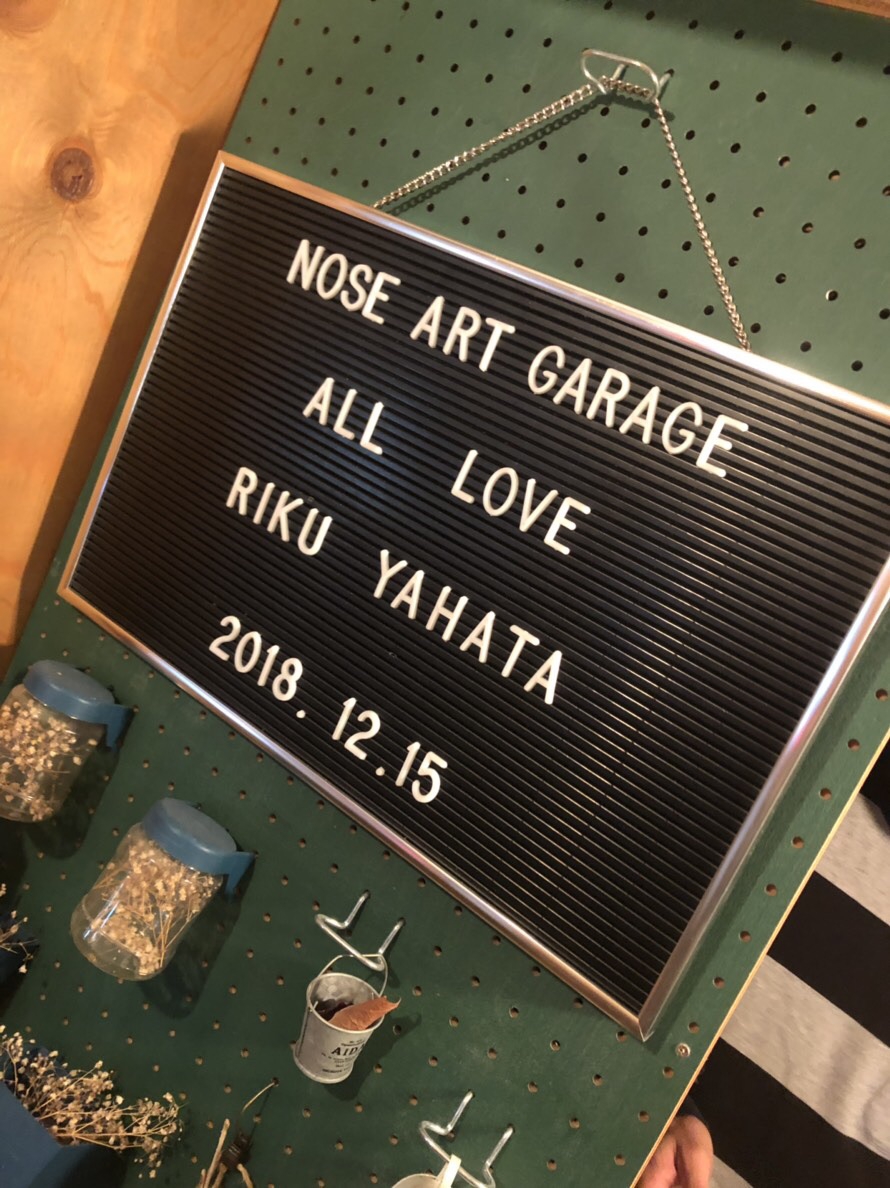 NOSE ART GARAGE
ALL LOVE
RIKU YAHATA
2018. 12.15